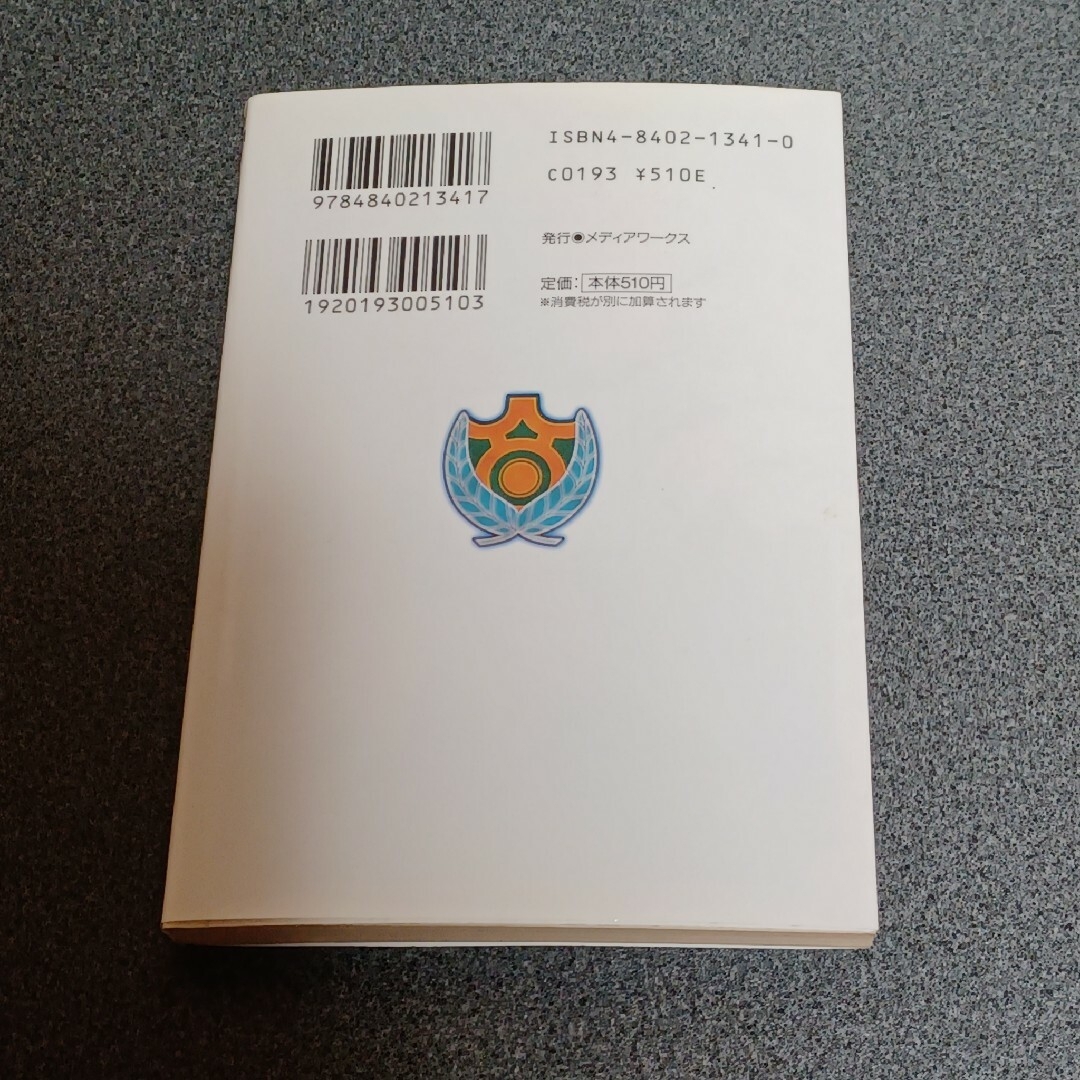 ISBN4-8402-1341-0
C0193 ¥510E
9784840213417
発行◉メディアワークス
1920193005103
定価：本体510円
※消費税が別に加算されます